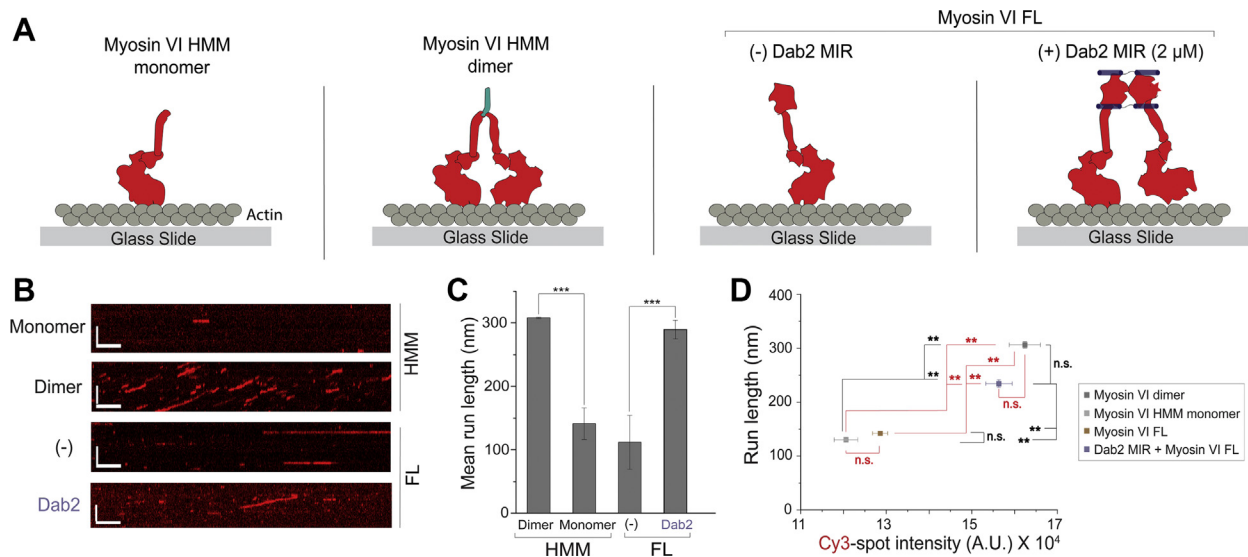 A
Myosin VI HMM
monomer
Myosin VI HMM
dimer
Myosin VI FL
(-) Dab2 MIR
(+) Dab2 MIR (2 µM)
Actin
Glass Slide
Glass Slide
Glass Slide
Glass Slide
B
Monomer
Dimer
(-)
Dab2
HMM
FL
C
Mean run length (nm)
300
200
100
0
***
***
Dimer
Monomer
(-)
Dab2
HMM
FL
D
Run length (nm)
400
300
200
100
0
**
**
**
**
**
**
n.s.
n.s.
n.s.
**
**
n.s.
11
12
13
15
16
17
Cy3-spot intensity (A.U.) X 10⁴
Myosin VI dimer
Myosin VI HMM monomer
Myosin VI FL
Dab2 MIR + Myosin VI FL